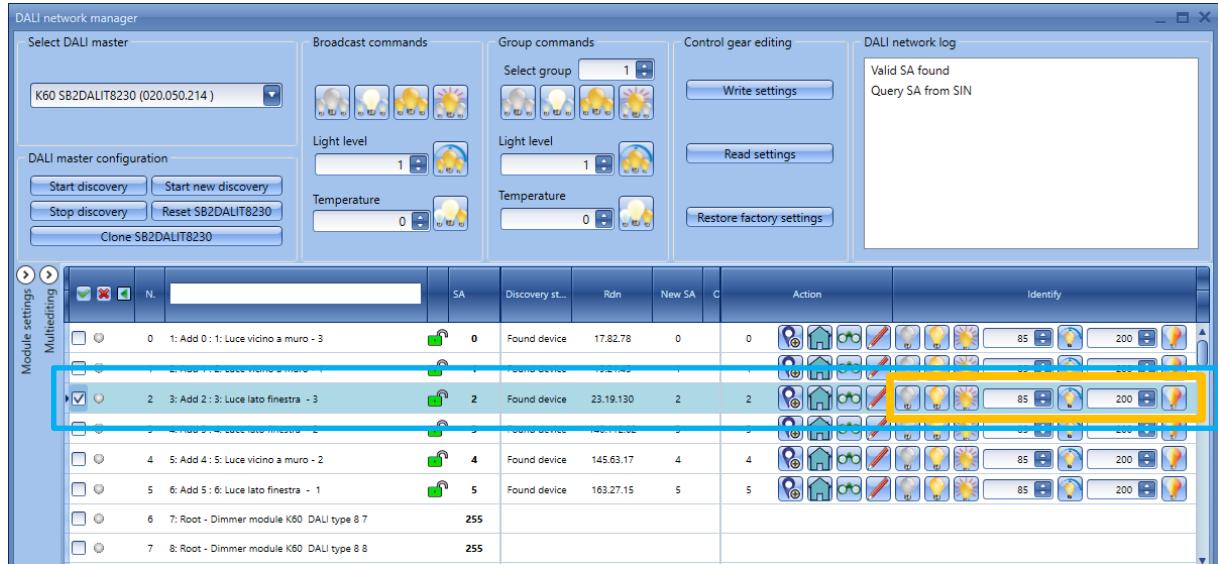 DALI network manager
Select DALI master
K60 SB2DALIT8230 (020.050.214 )
DALI master configuration
Start discovery Start new discovery
Stop discovery Reset SB2DALIT8230
Clone SB2DALIT8230
Broadcast commands
Light level
1
Temperature
0
Group commands
Select group 1
Light level
1
Temperature
0
Control gear editing
Write settings
Read settings
Restore factory settings
DALI network log
Valid SA found
Query SA from SIN
Module settings
Multiediting
N. SA Discovery st... Rdn New SA C Action Identify
0 1: Add 0 : 1: Luce vicino a muro - 3 0 Found device 17.82.78 0 0 85 200
2 3: Add 2 : 3: Luce lato finestra - 3 2 Found device 23.19.130 2 2 85 200
4 5: Add 4 : 5: Luce vicino a muro - 2 4 Found device 145.63.17 4 4 85 200
5 6: Add 5 : 6: Luce lato finestra - 1 5 Found device 163.27.15 5 5 85 200
6 7: Root - Dimmer module K60 DALI type 8 7 255
7 8: Root - Dimmer module K60 DALI type 8 8 255